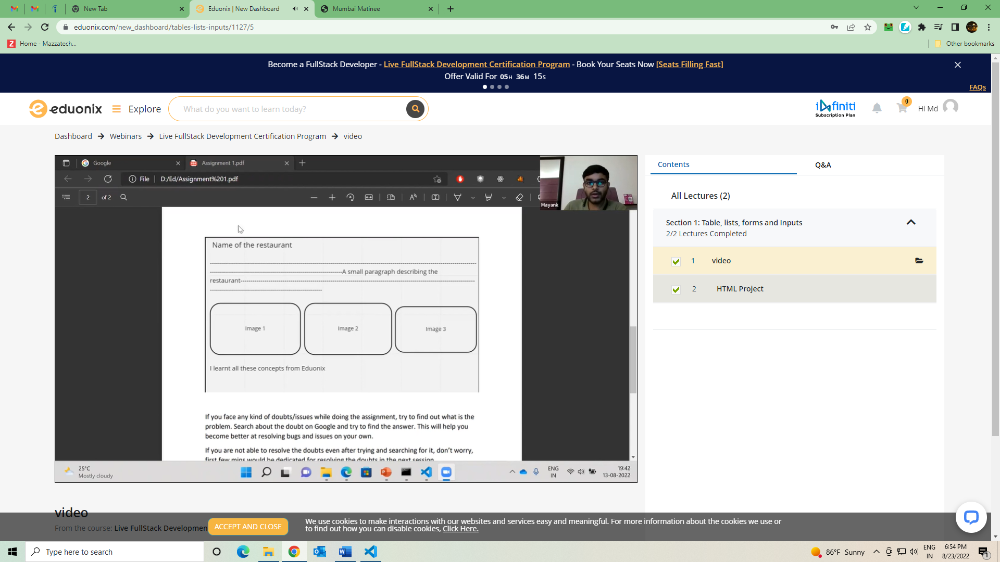 New Tab
Eduonix | New Dashboard
Mumbai Matinee
eduonix.com/new_dashboard/tables-lists-inputs/1127/5
Home - Mazzatech...
Other bookmarks
Become a FullStack Developer - Live FullStack Development Certification Program - Book Your Seats Now [Seats Filling Fast]
Offer Valid For 05H 36M 15s
FAQs
eduonix
Explore
What do you want to learn today?
infiniti
Subscription Plan
0
Hi Md
Dashboard → Webinars → Live FullStack Development Certification Program → video
Google
Assignment 1.pdf
File | D:/Ed/Assignment%201.pdf
2 of 2
Mayank
Name of the restaurant
A small paragraph describing the
restaurant
Image 1
Image 2
Image 3
I learnt all these concepts from Eduonix
If you face any kind of doubts/issues while doing the assignment, try to find out what is the
problem. Search about the doubt on Google and try to find the answer. This will help you
become better at resolving bugs and issues on your own.
If you are not able to resolve the doubts even after trying and searching for it, don't worry,
first few mins would be dedicated for resolving the doubts in the next session
25°C
Mostly cloudy
ENG
IN
19:42
13-08-2022
Contents
Q&A
All Lectures (2)
Section 1: Table, lists, forms and Inputs
2/2 Lectures Completed
1 video
2 HTML Project
video
From the course: Live FullStack Developmen
ACCEPT AND CLOSE
We use cookies to make interactions with our websites and services easy and meaningful. For more information about the cookies we use or
to find out how you can disable cookies, Click Here.
Type here to search
86°F Sunny
ENG
IN
6:54 PM
8/23/2022
1